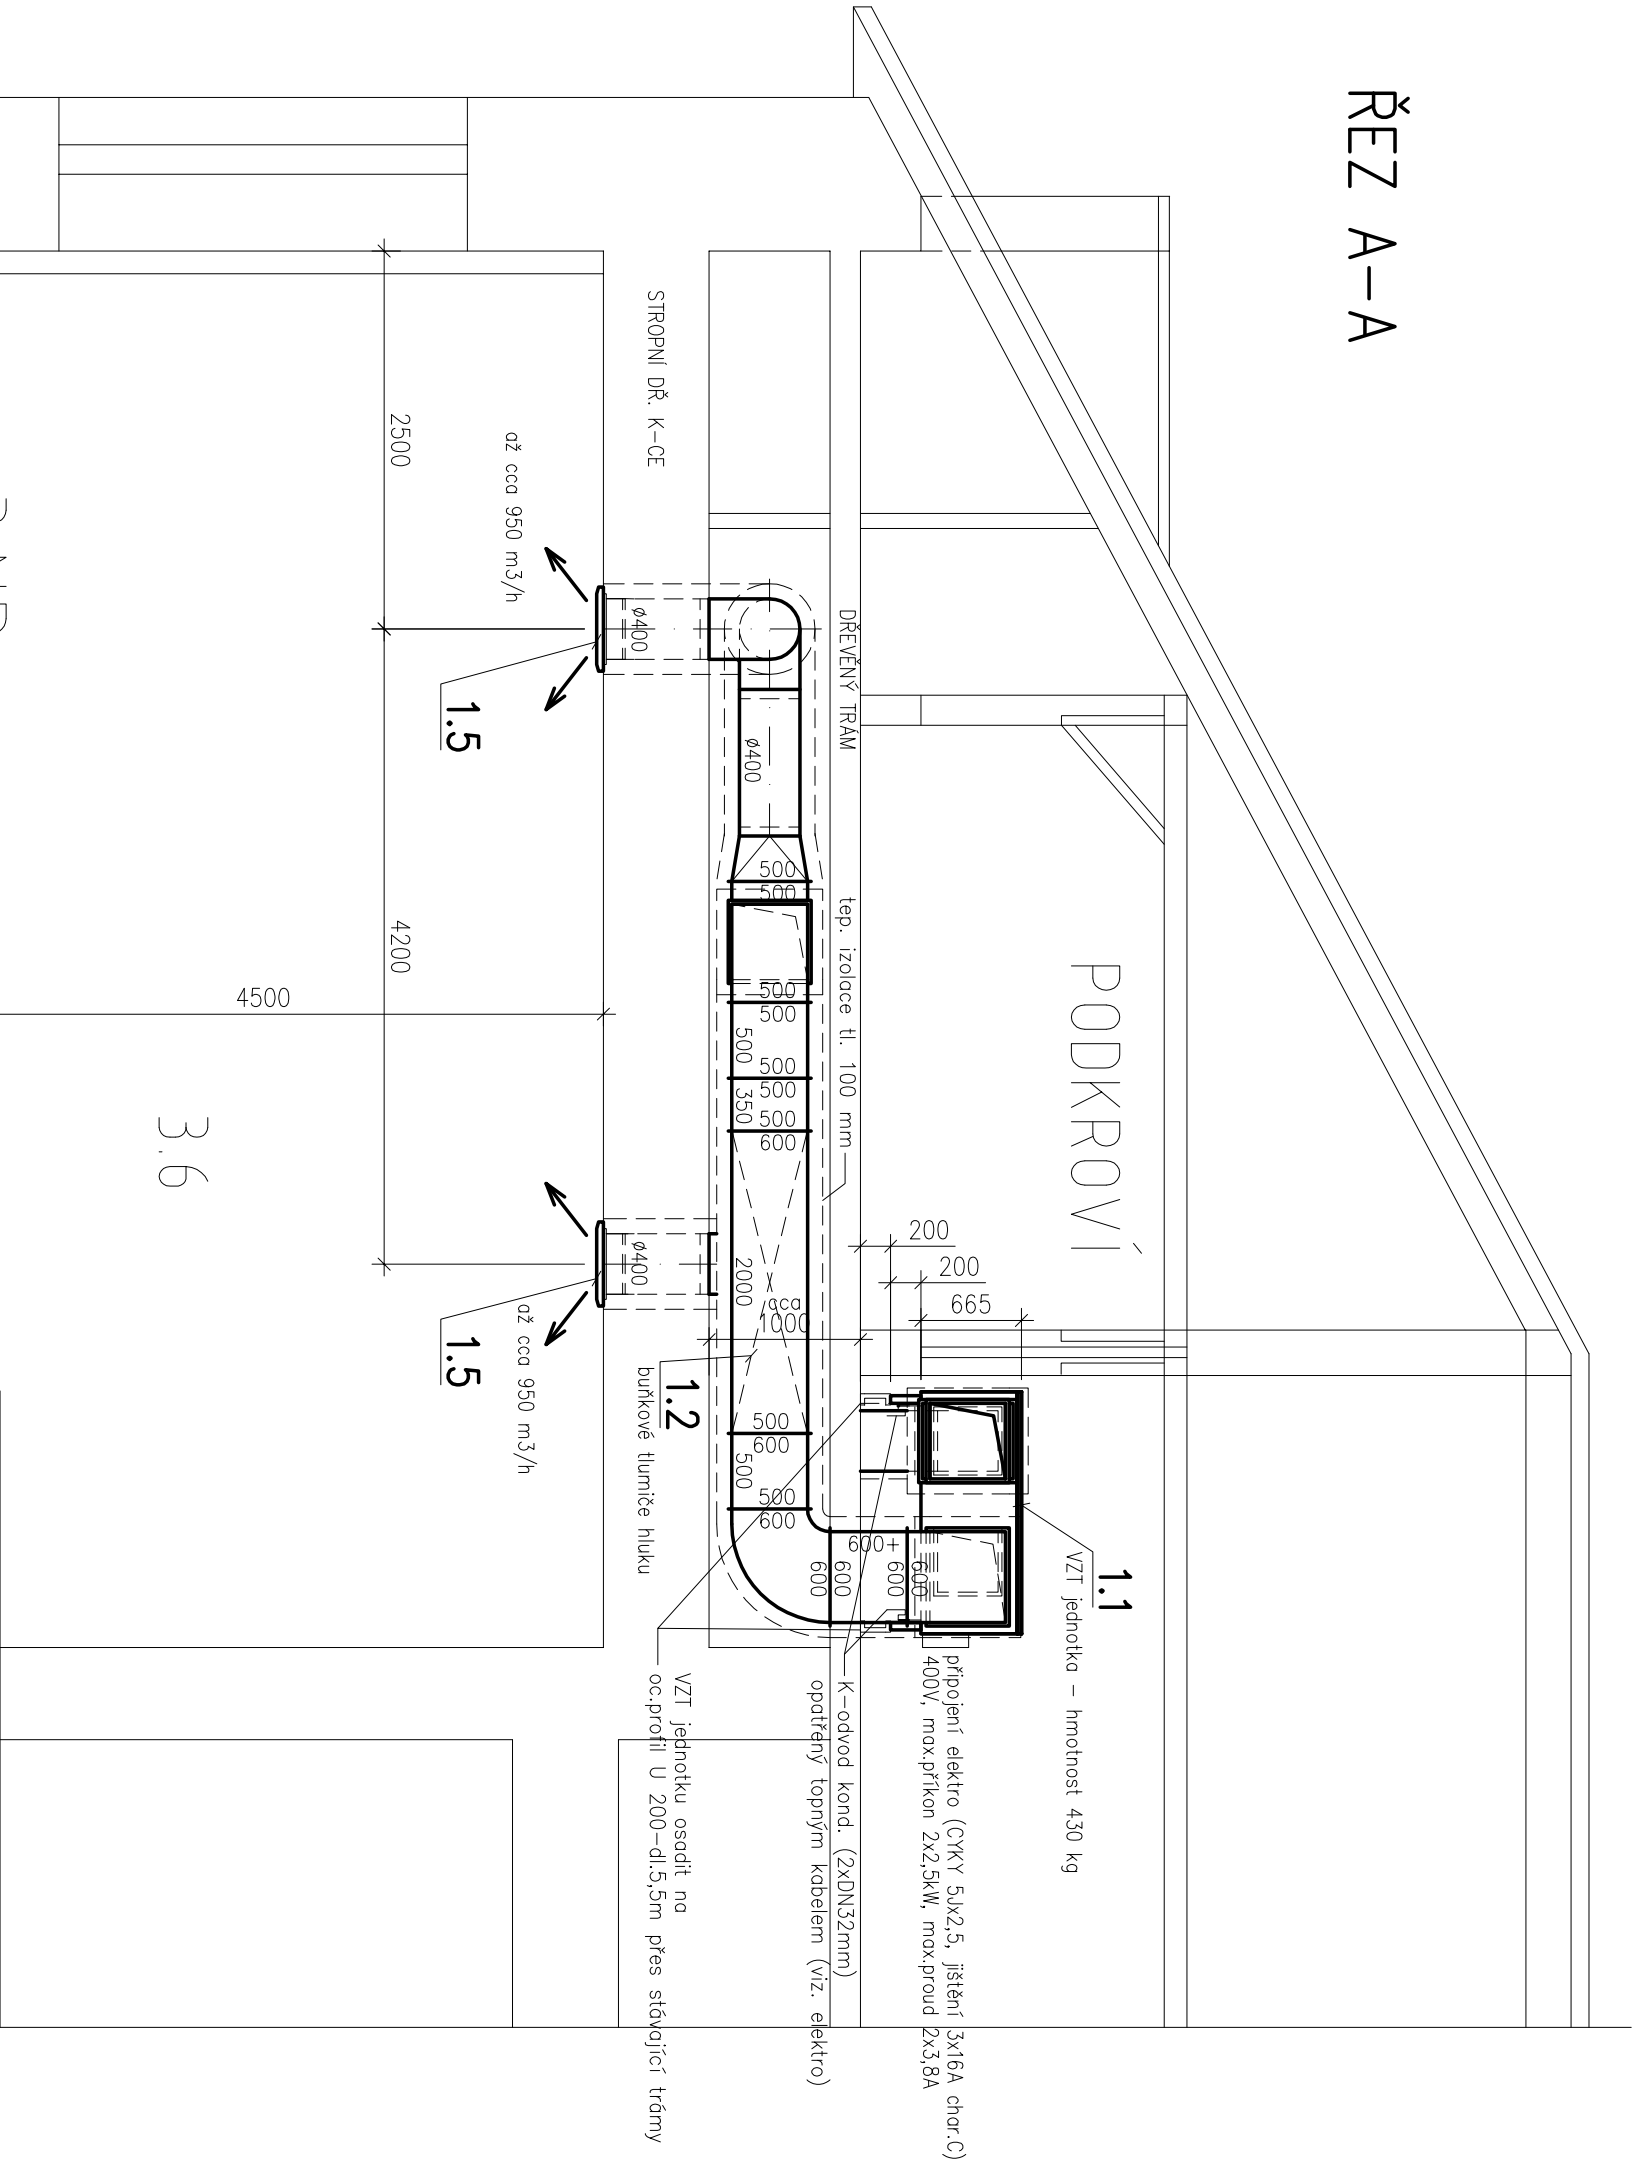 ŘEZ A-A
PODKROVÍ
1.1
VZT jednotka - hmotnost 430 kg
připojení elektro (CYKY 5Jx2,5, jištění 3x16A char.C)
400V, max.příkon 2x2,5kW, max.proud 2x3,8A
200
200
665
DŘEVĚNÝ TRÁM
tep. izolace tl. 100 mm
K-odvod kond. (2xDN32mm)
opatřený topným kabelem (viz. elektro)
600+
600
600
600
600
ø400
500
500
500
500
500
500
500
350
500
600
2000
cca
1000
500
600
500
500
600
STROPNÍ DŘ. K-CE
ø400
ø400
1.2
buňkové tlumiče hluku
VZT jednotku osadit na
oc.profil U 200-dl.5,5m přes stávající trámy
až cca 950 m3/h
1.5
až cca 950 m3/h
1.5
2500
4200
4500
3.6